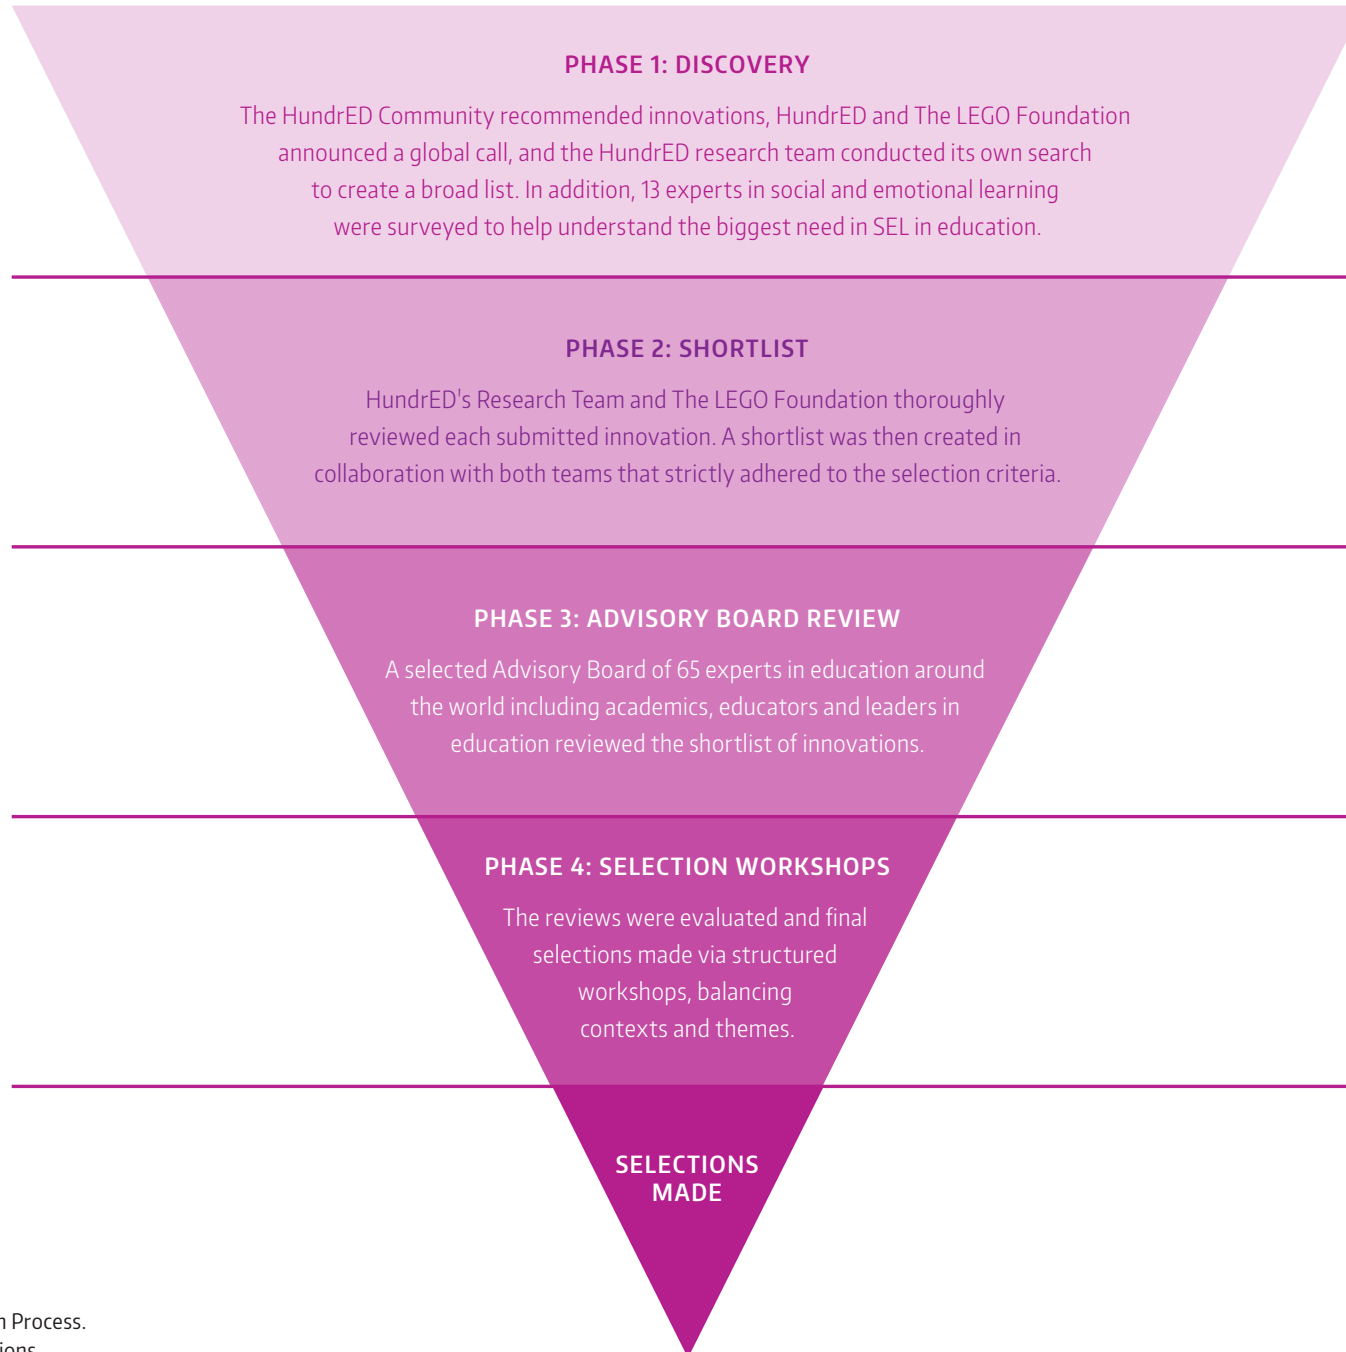 PHASE 1: DISCOVERY
The HundrED Community recommended innovations, HundrED and The LEGO Foundation
announced a global call, and the HundrED research team conducted its own search
to create a broad list. In addition, 13 experts in social and emotional learning
were surveyed to help understand the biggest need in SEL in education.
PHASE 2: SHORTLIST
HundrED's Research Team and The LEGO Foundation thoroughly
reviewed each submitted innovation. A shortlist was then created in
collaboration with both teams that strictly adhered to the selection criteria.
PHASE 3: ADVISORY BOARD REVIEW
A selected Advisory Board of 65 experts in education around
the world including academics, educators and leaders in
education reviewed the shortlist of innovations.
PHASE 4: SELECTION WORKSHOPS
The reviews were evaluated and final
selections made via structured
workshops, balancing
contexts and themes.
SELECTIONS
MADE
Process.